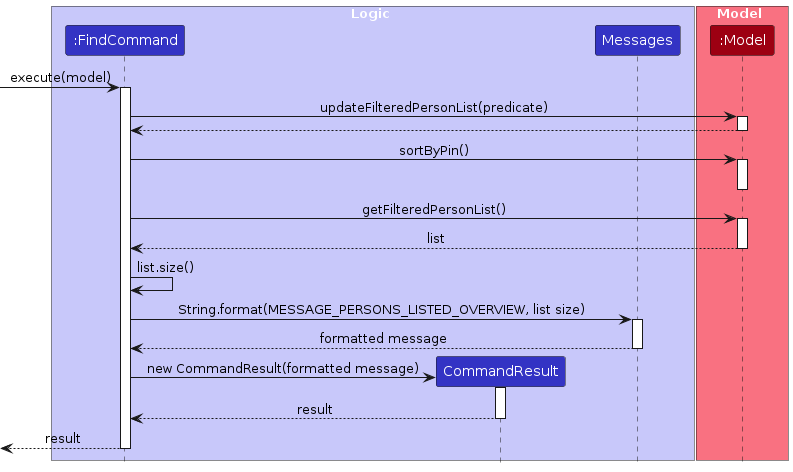 Logic
Model
:FindCommand
Messages
:Model
execute(model)
updateFilteredPersonList(predicate)
sortByPin()
getFilteredPersonList()
list
list.size()
String.format(MESSAGE_PERSONS_LISTED_OVERVIEW, list size)
formatted message
new CommandResult(formatted message)
CommandResult
result
result